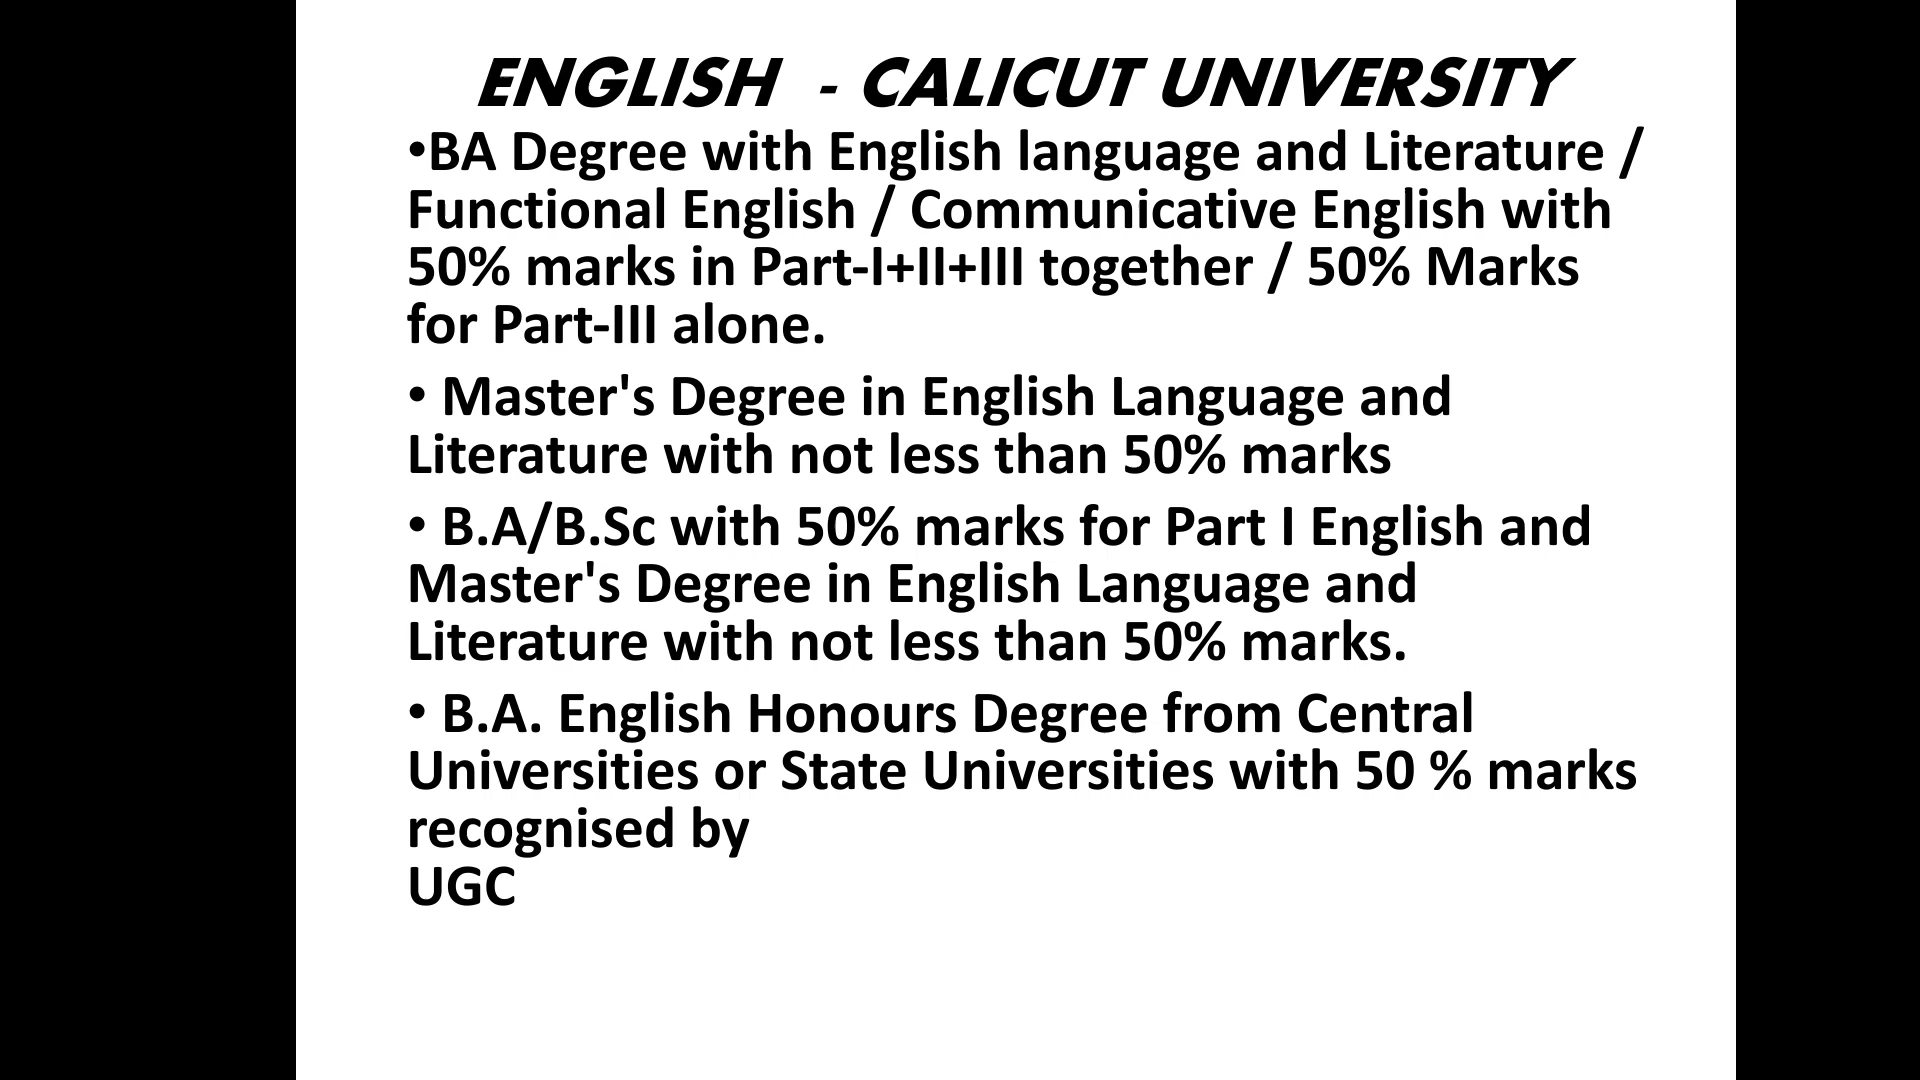 ENGLISH - CALICUT UNIVERSITY
•BA Degree with English language and Literature /
Functional English / Communicative English with
50% marks in Part-I+II+III together / 50% Marks
for Part-III alone.
• Master's Degree in English Language and
Literature with not less than 50% marks
• B.A/B.Sc with 50% marks for Part I English and
Master's Degree in English Language and
Literature with not less than 50% marks.
• B.A. English Honours Degree from Central
Universities or State Universities with 50 % marks
recognised by
UGC